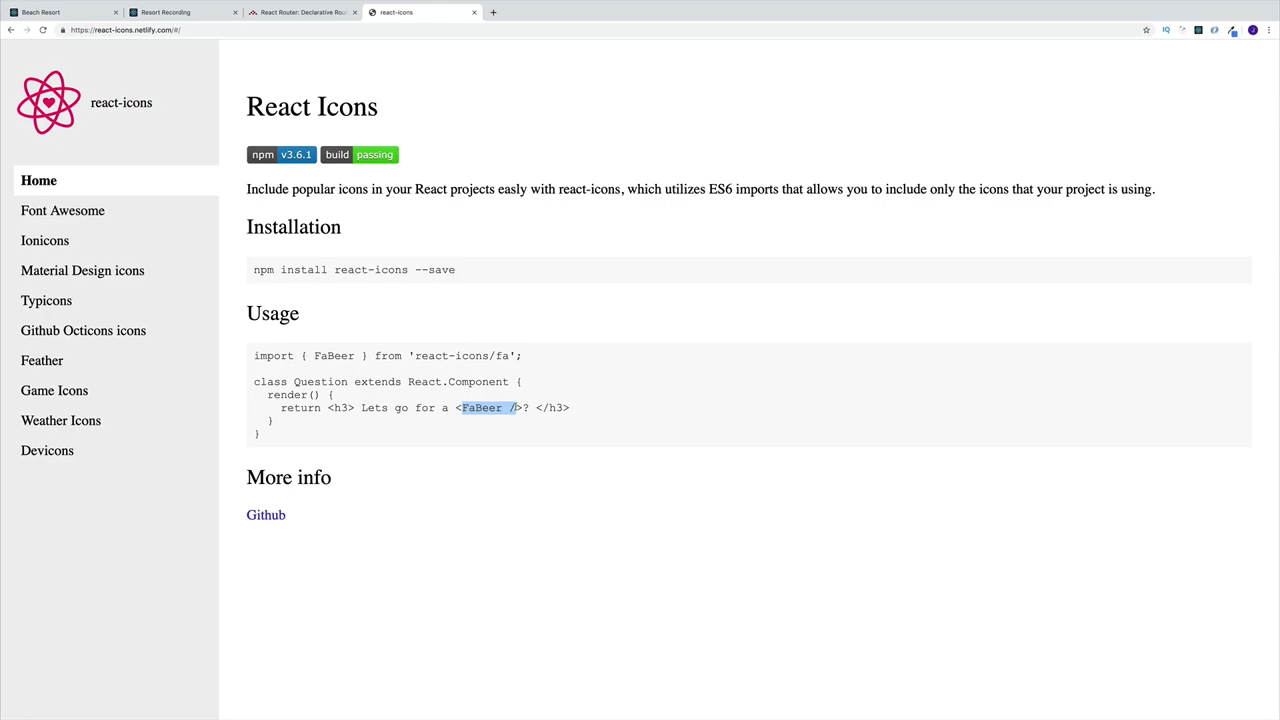 Beach Resort
Resort Recording
React Router: Declarative Rou
react-icons
https://react-icons.netlify.com/#/
IQ
J
react-icons
Home
Font Awesome
Ionicons
Material Design icons
Typicons
Github Octicons icons
Feather
Game Icons
Weather Icons
Devicons
React Icons
npm v3.6.1 build passing
Include popular icons in your React projects easly with react-icons, which utilizes ES6 imports that allows you to include only the icons that your project is using.
Installation
npm install react-icons --save
Usage
import { FaBeer } from 'react-icons/fa';
class Question extends React.Component {
render() {
return <h3> Lets go for a <FaBeer />? </h3>
}
}
More info
Github